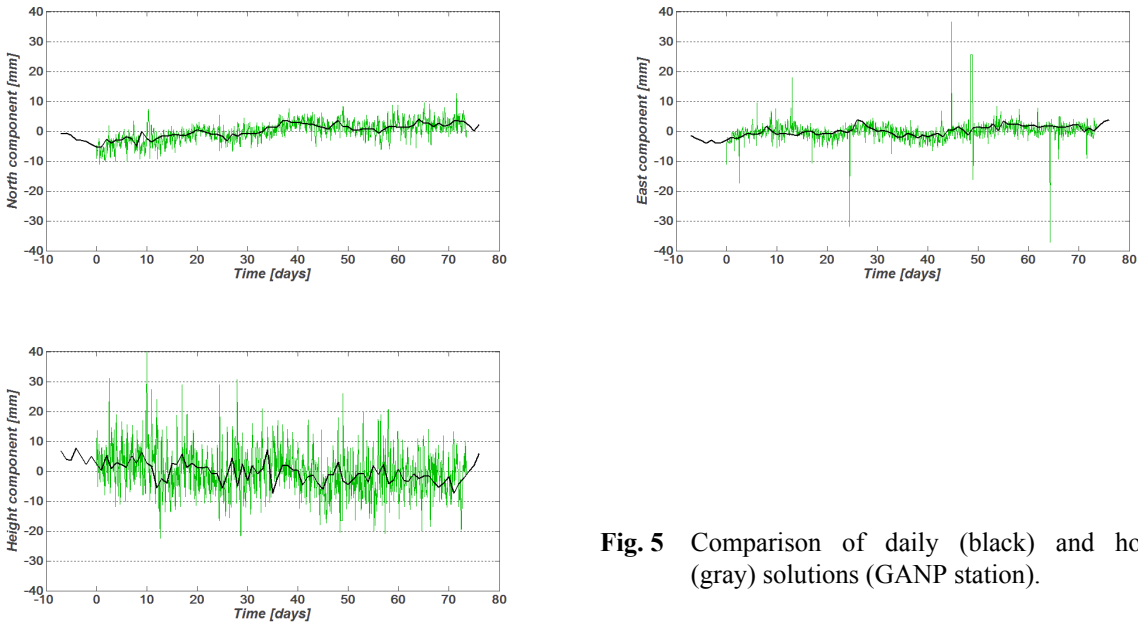 40
30
20
10
0
-10
-20
-30
-40
North component [mm]
-10 0 10 20 30 40 50 60 70 80
Time [days]
40
30
20
10
0
-10
-20
-30
-40
East component [mm]
-10 0 10 20 30 40 50 60 70 80
Time [days]
40
30
20
10
0
-10
-20
-30
-40
Height component [mm]
-10 0 10 20 30 40 50 60 70 80
Time [days]
Fig. 5 Comparison of daily (black) and ho
(gray) solutions (GANP station).